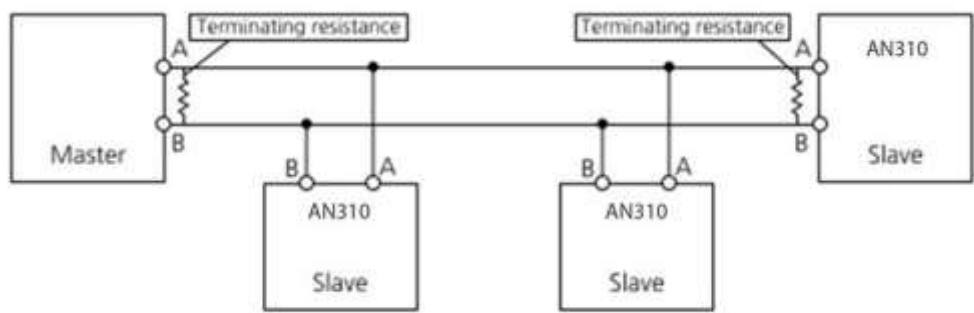 Terminating resistance
Terminating resistance
A
A
AN310
B
B
Master
Slave
B
A
B
A
AN310
AN310
Slave
Slave